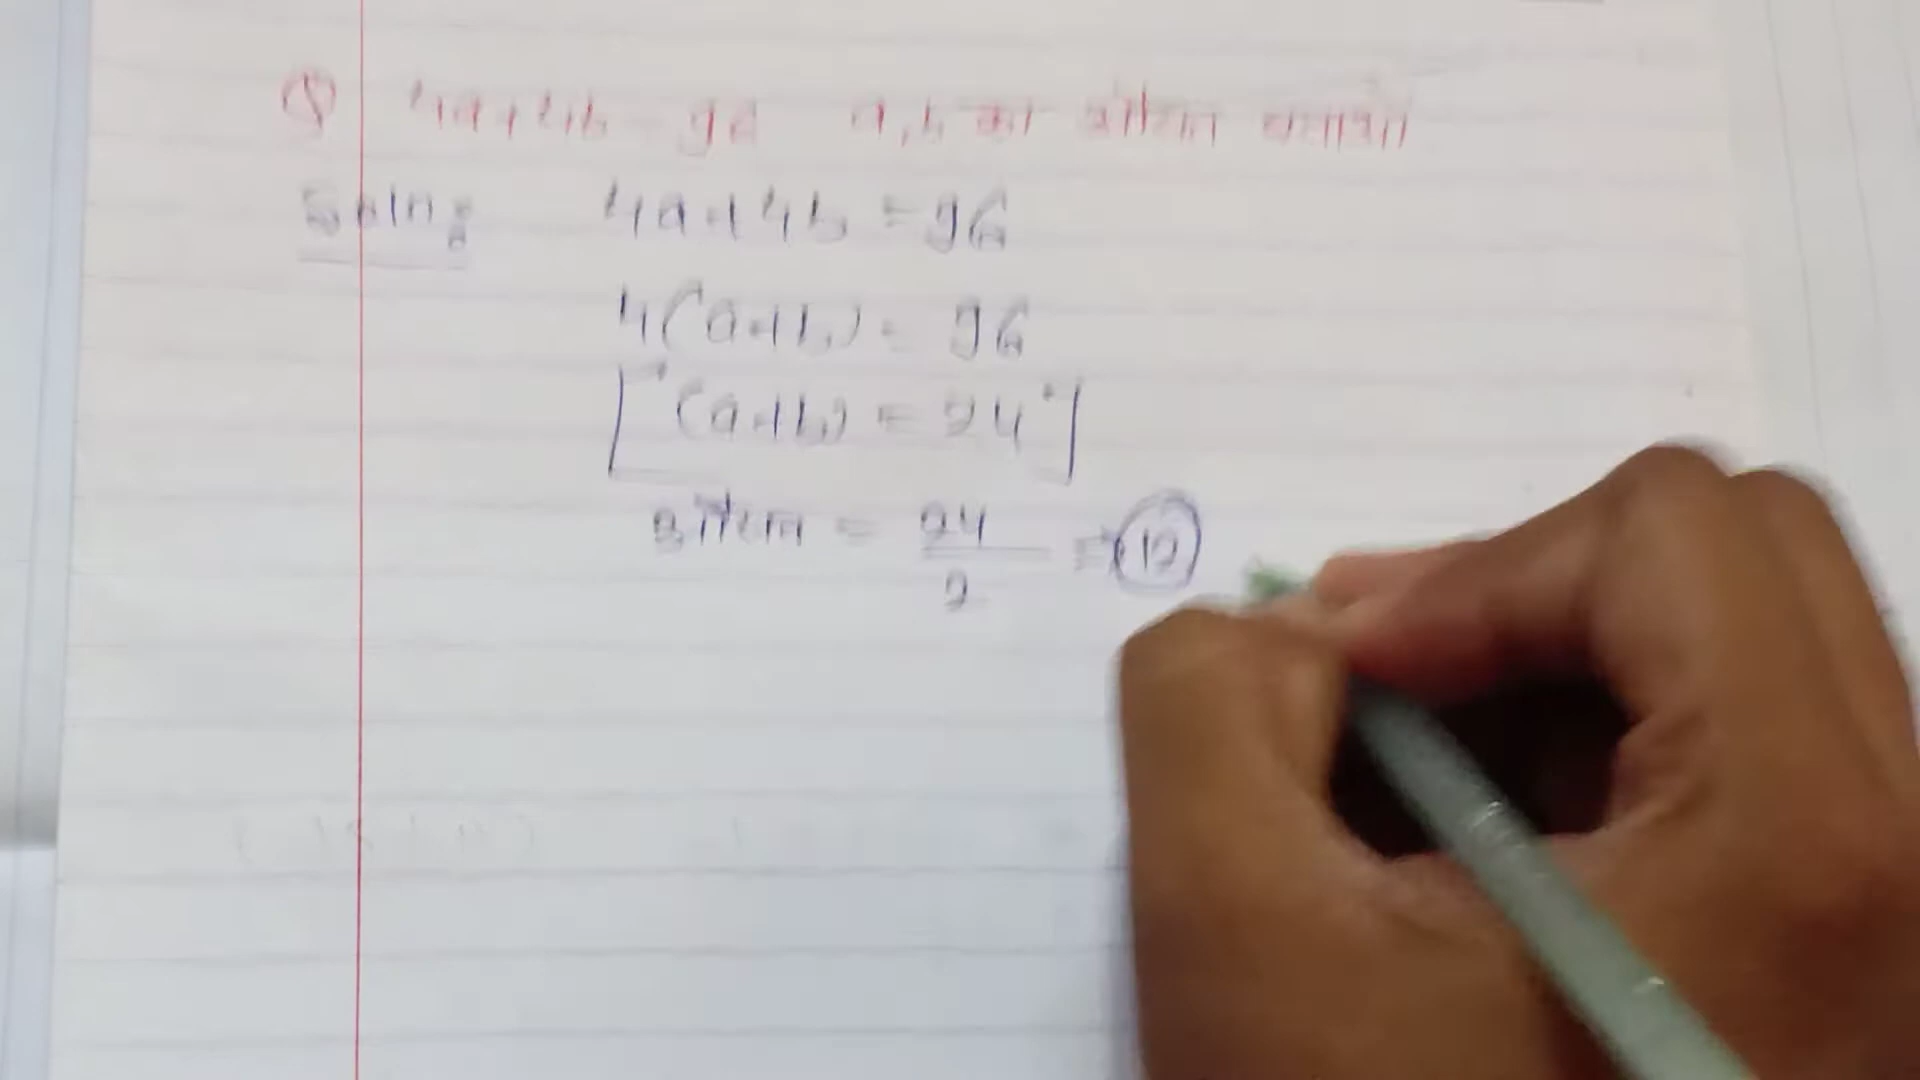 Q 4a+4b=96 a,b का औसत बताओ
Soln:
4a+4b=96
4(a+b)=96
[(a+b)=24]
औसत = 24/2 = 12